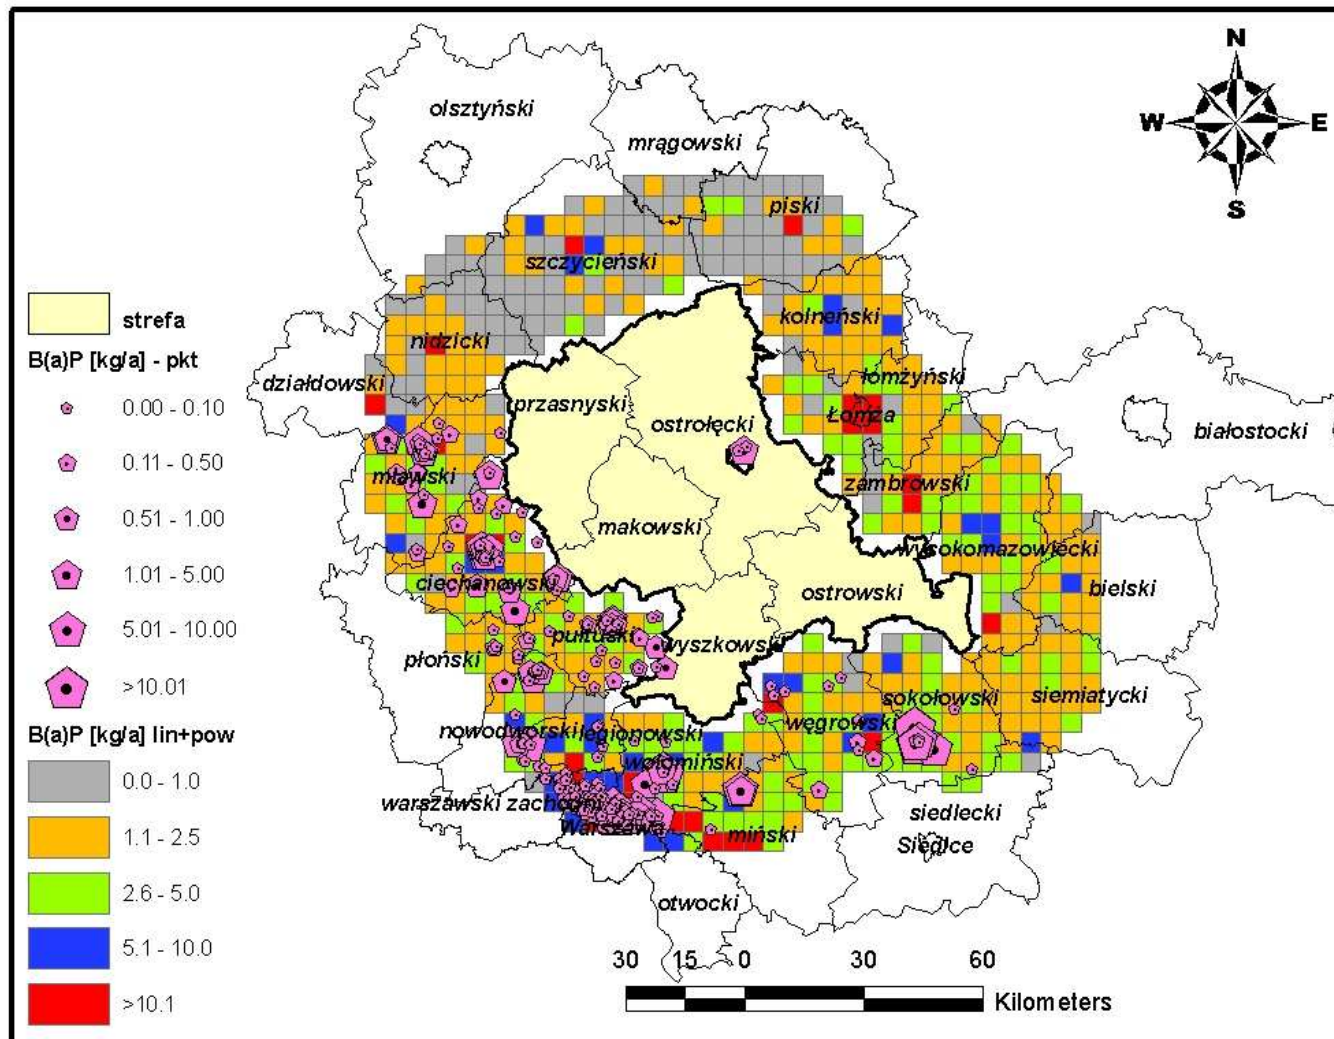 N
W E
S
olsztyński
mrągowski
piski
szczycieński
strefa
B(a)P [kg/a] - pkt
0.00 - 0.10
0.11 - 0.50
0.51 - 1.00
1.01 - 5.00
5.01 - 10.00
>10.01
B(a)P [kg/a] lin+pow
0.0 - 1.0
1.1 - 2.5
2.6 - 5.0
5.1 - 10.0
>10.1
kolneński
nidzicki
działdowski
łomżyński
przasnyski
Łomża
ostrołęcki
białostocki
mławski
zambrowski
makowski
wysokomazowiecki
ciechanowski
ostrowski
bielski
pułtuski
wyszkowski
płoński
sokołowski
siemiatycki
węgrowski
nowodworski
legionowski
wołomiński
warszawski zachodni
Warszawa
miński
siedlecki
Siedlce
otwocki
30 15 0 30 60
Kilometers